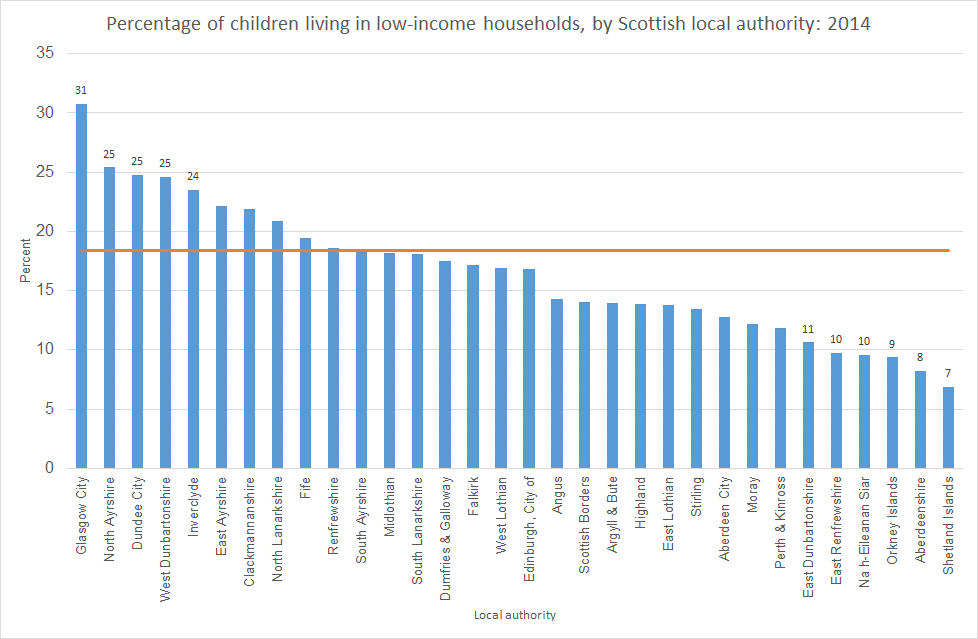 Percentage of children living in low-income households, by Scottish local authority: 2014
35
30
25
20
15
10
5
0
Percent
31
25
25
25
24
11
10
10
9
8
7
Glasgow City
North Ayrshire
Dundee City
West Dunbartonshire
Inverclyde
East Ayrshire
Clackmannanshire
North Lanarkshire
Fife
Renfrewshire
South Ayrshire
Midlothian
South Lanarkshire
Dumfries & Galloway
Falkirk
West Lothian
Edinburgh, City of
Angus
Scottish Borders
Argyll & Bute
Highland
East Lothian
Stirling
Aberdeen City
Moray
Perth & Kinross
East Dunbartonshire
East Renfrewshire
Na h-Eileanan Siar
Orkney Islands
Aberdeenshire
Shetland Islands
Local authority